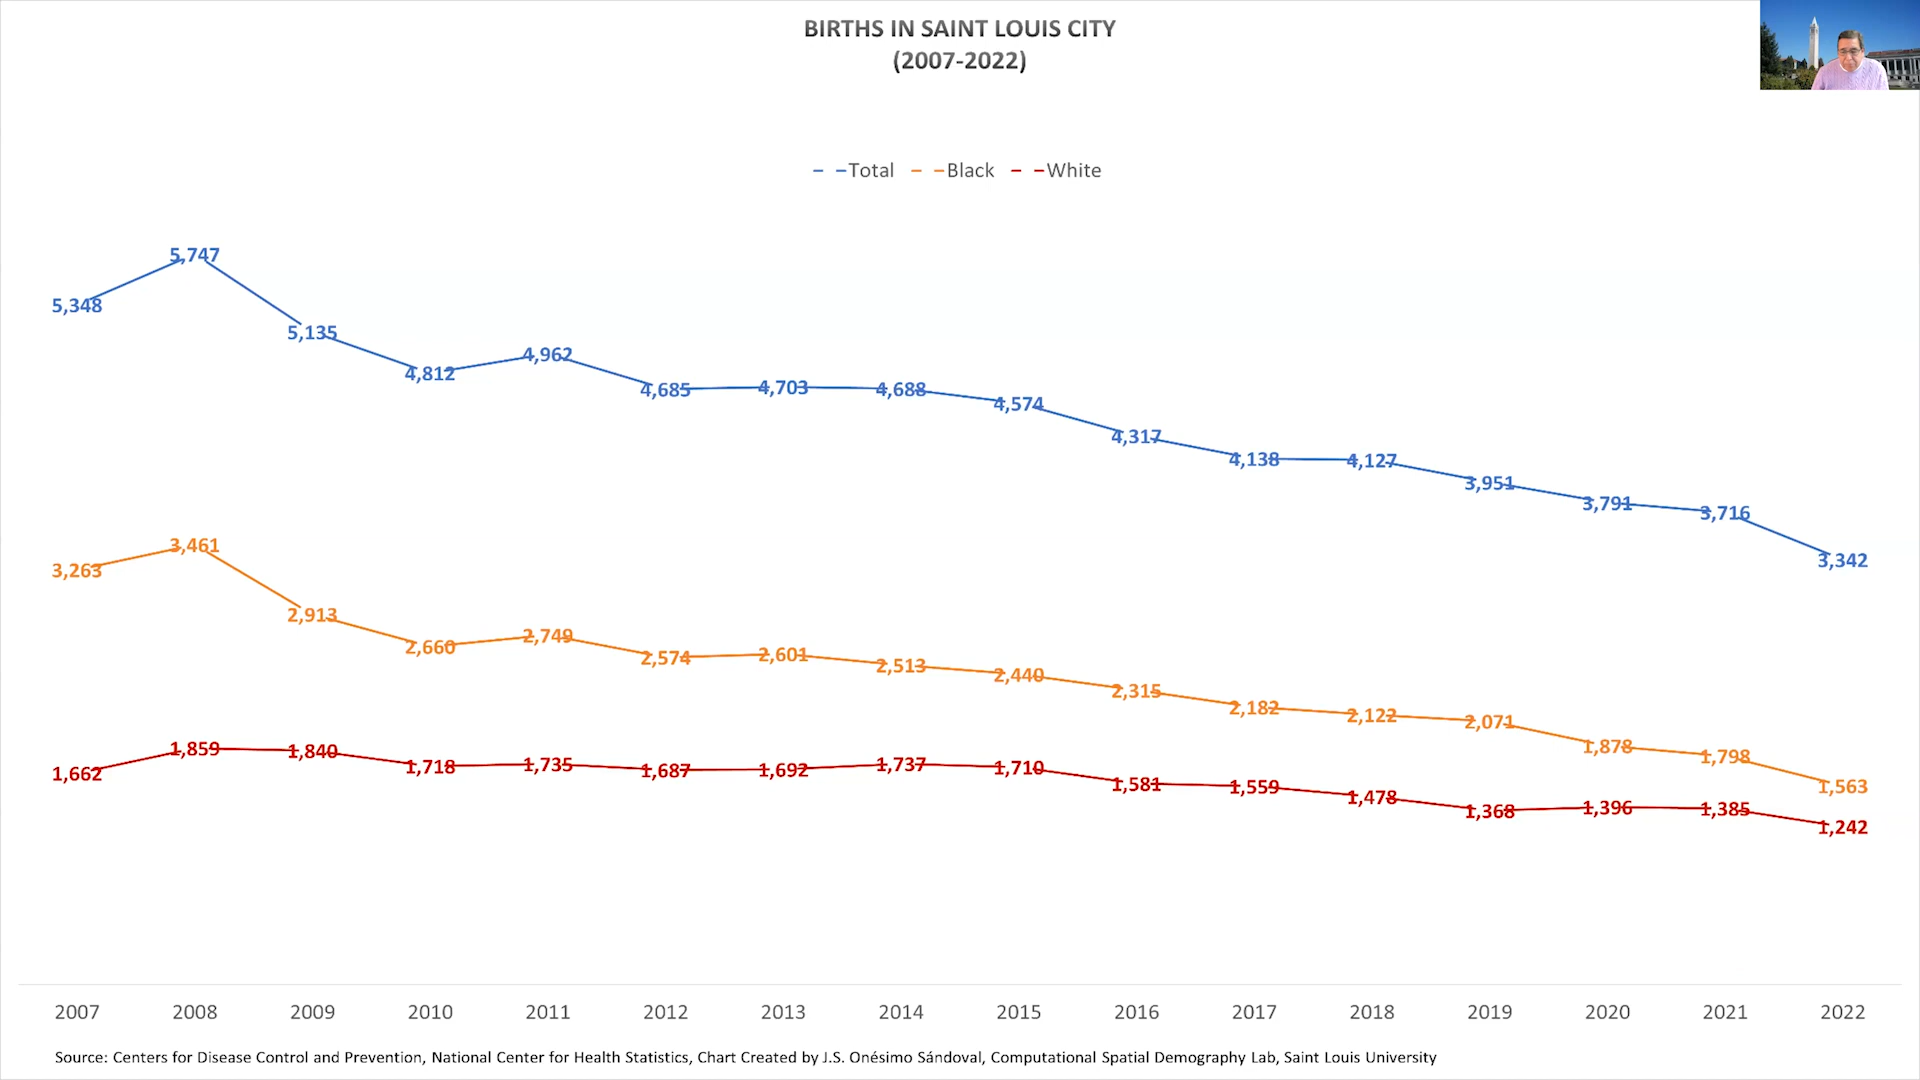 BIRTHS IN SAINT LOUIS CITY
(2007-2022)
Total Black White
5,348 5,747 5,135 4,812 4,962 4,685 4,703 4,688 4,574 4,317 4,138 4,127 3,951 3,791 3,716 3,342
3,263 3,461 2,913 2,660 2,749 2,574 2,601 2,513 2,440 2,315 2,182 2,122 2,071 1,878 1,798 1,563
1,662 1,859 1,840 1,718 1,735 1,687 1,692 1,737 1,710 1,581 1,559 1,478 1,368 1,396 1,385 1,242
2007 2008 2009 2010 2011 2012 2013 2014 2015 2016 2017 2018 2019 2020 2021 2022
Source: Centers for Disease Control and Prevention, National Center for Health Statistics, Chart Created by J.S. Onésimo Sándoval, Computational Spatial Demography Lab, Saint Louis University